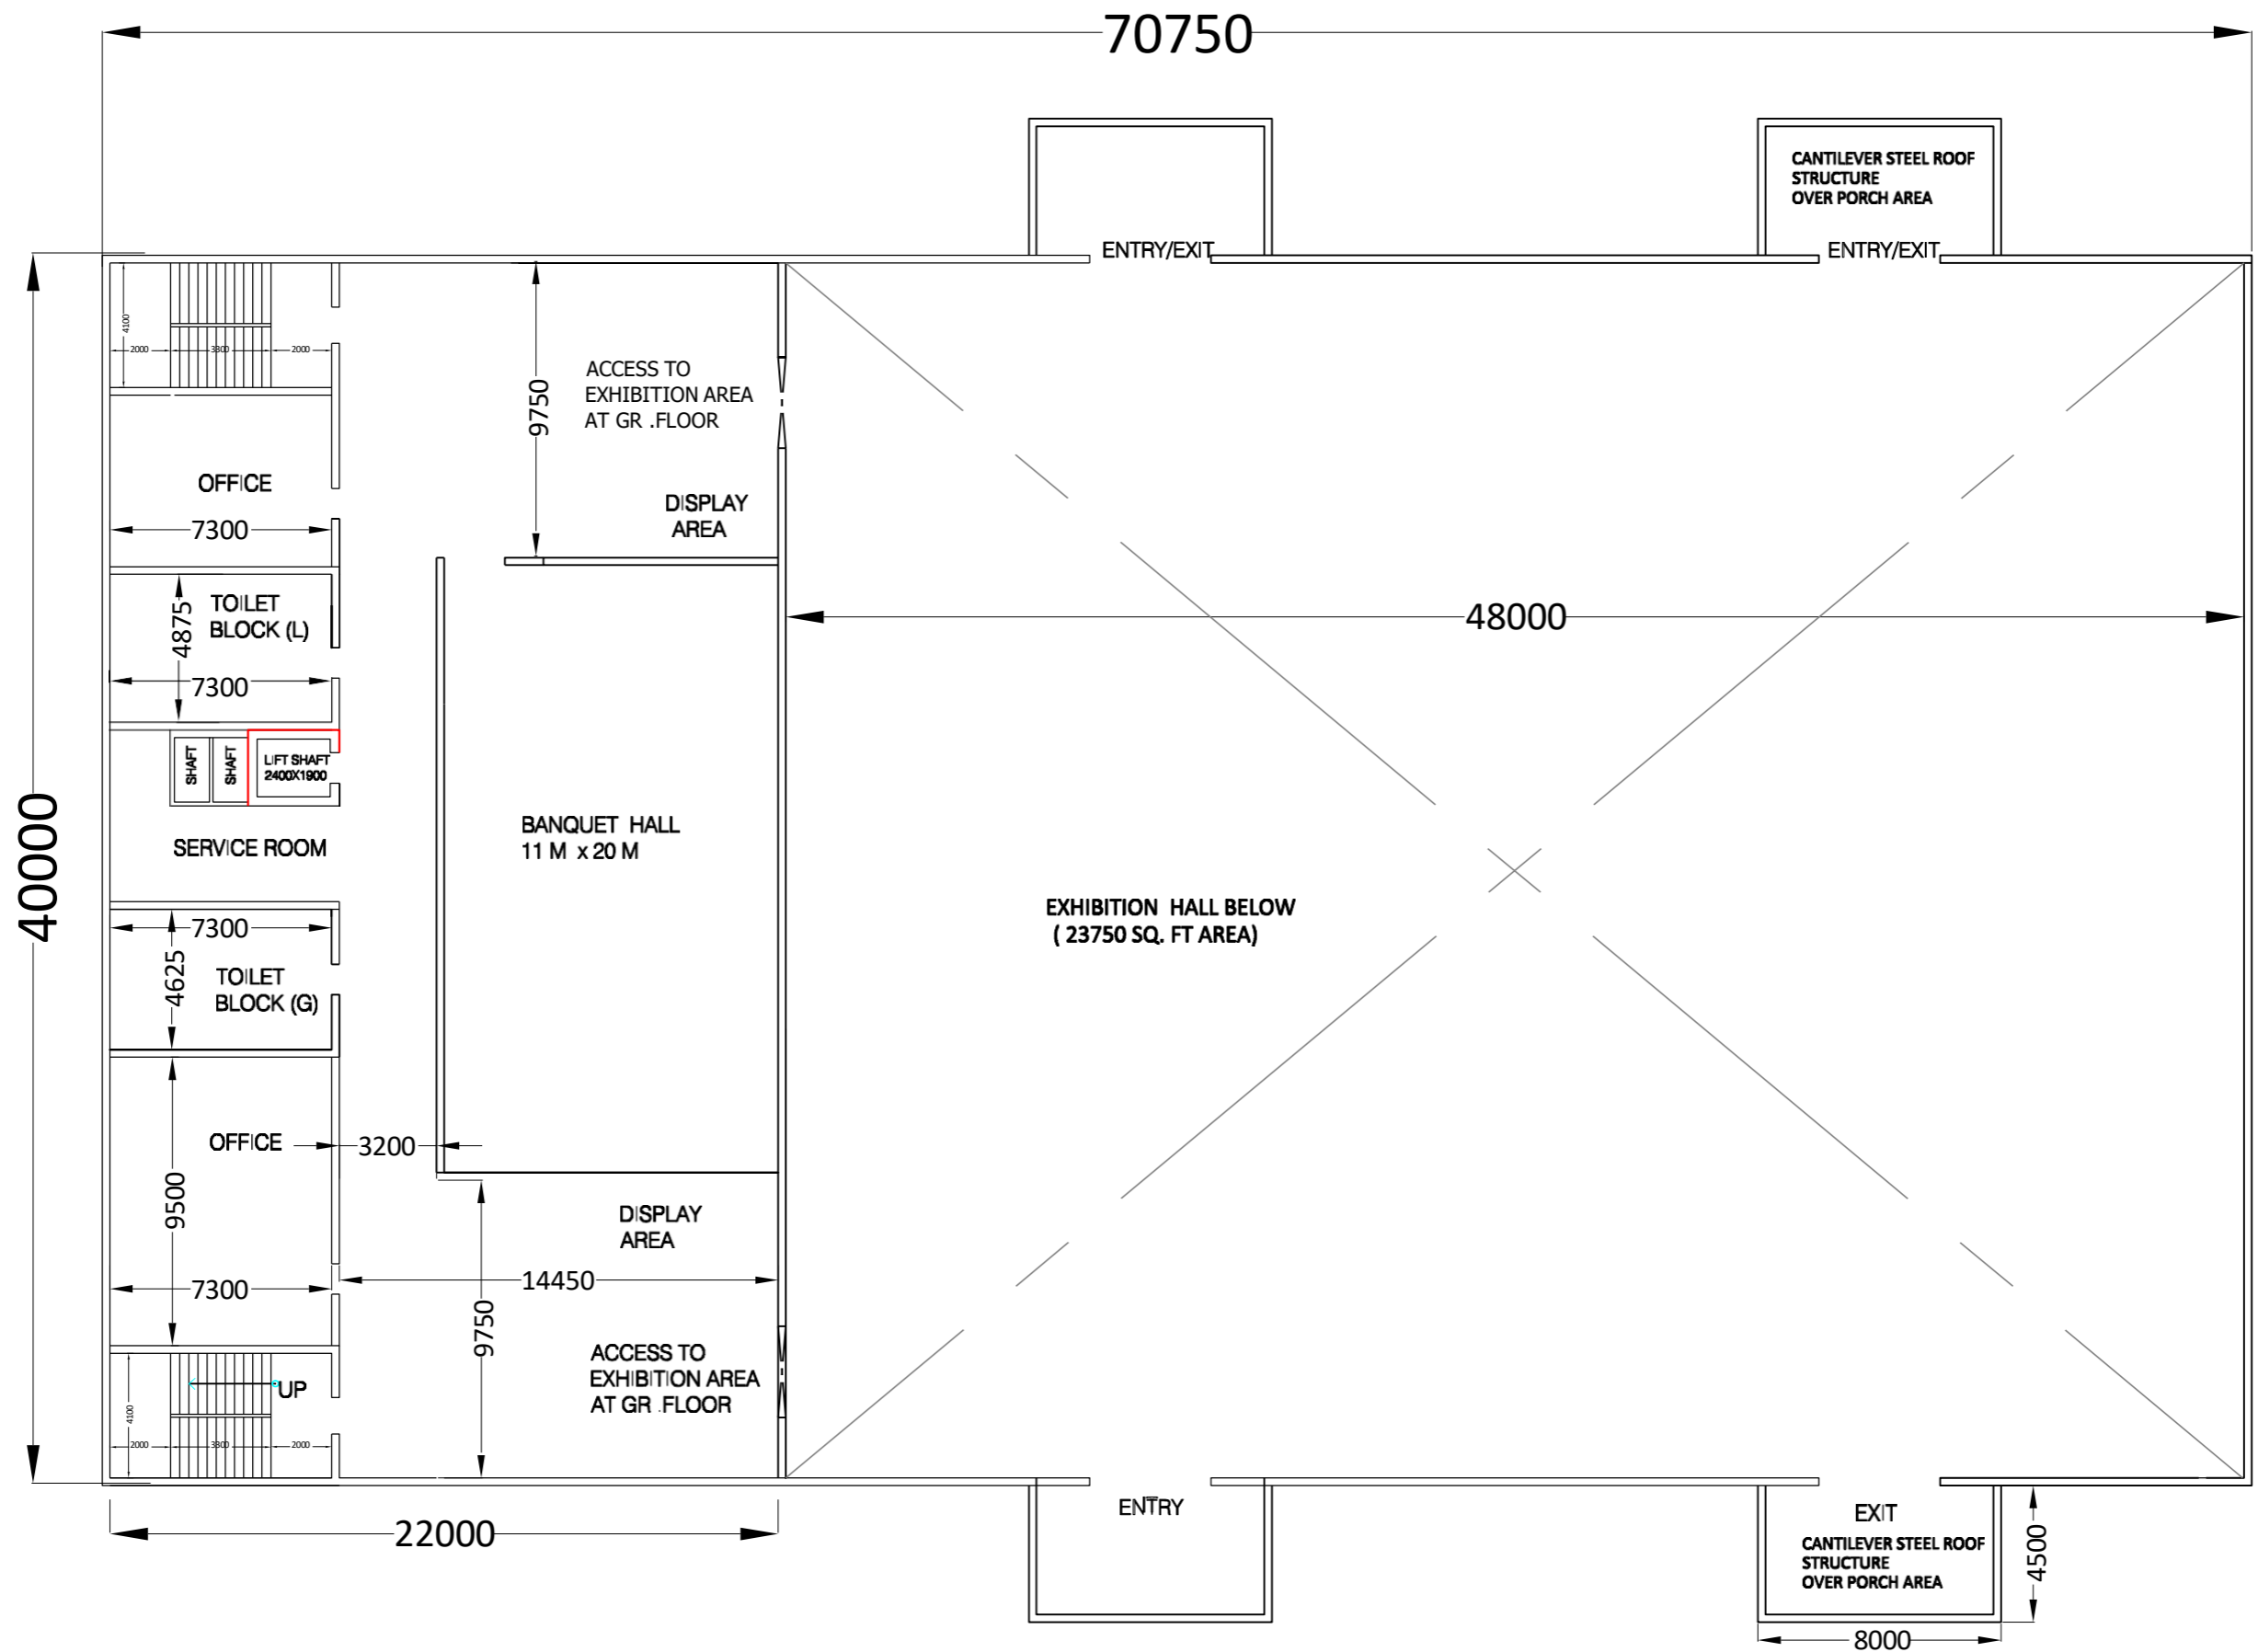 70750
CANTILEVER STEEL ROOF
STRUCTURE
OVER PORCH AREA
ENTRY/EXIT
ENTRY/EXIT
4100
2000
3300
2000
9750
ACCESS TO
EXHIBITION AREA
AT GR .FLOOR
OFFICE
7300
DISPLAY
AREA
4875
TOILET
BLOCK (L)
7300
48000
SHAFT
SHAFT
LIFT SHAFT
2400X1900
40000
SERVICE ROOM
BANQUET HALL
11 M x 20 M
EXHIBITION HALL BELOW
( 23750 SQ. FT AREA)
7300
4625
TOILET
BLOCK (G)
OFFICE
3200
9500
7300
DISPLAY
AREA
14450
9750
ACCESS TO
EXHIBITION AREA
AT GR .FLOOR
UP
4100
2000
3300
2000
22000
ENTRY
EXIT
CANTILEVER STEEL ROOF
STRUCTURE
OVER PORCH AREA
4500
8000